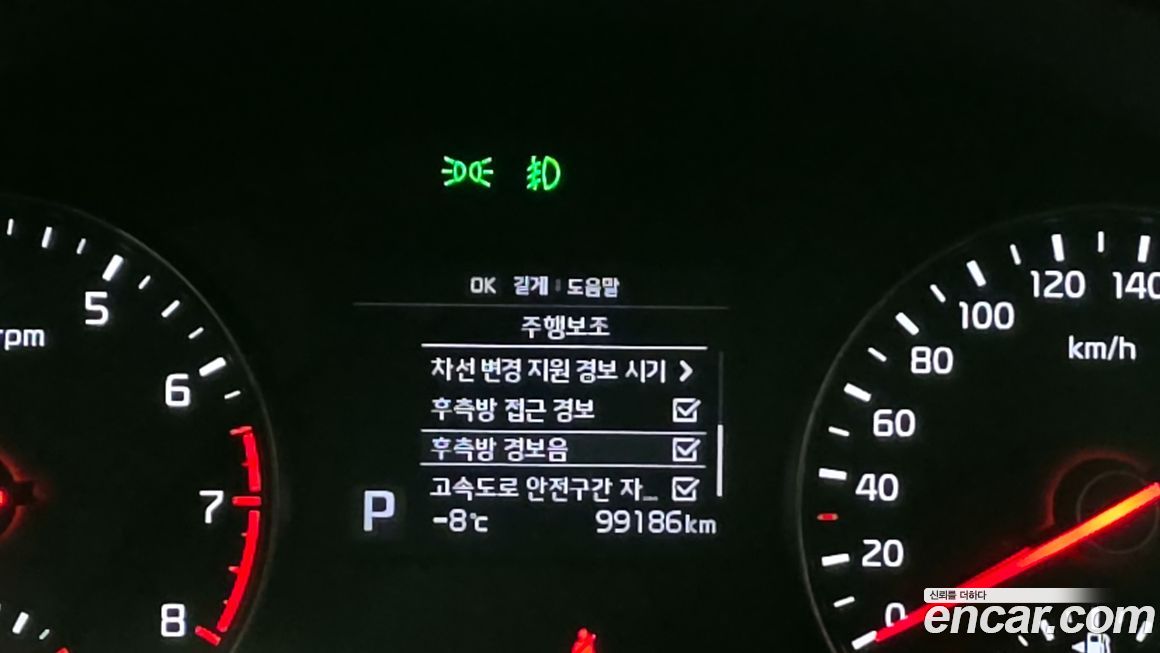 OK 길게 : 도움말
주행보조
차선 변경 지원 경보 시기 >
후측방 접근 경보
후측방 경보음
고속도로 안전구간 자...
P
-8℃ 99186km
rpm
5
6
7
8
km/h
140
120
100
80
60
40
20
0
신뢰를 더하다
encar.com